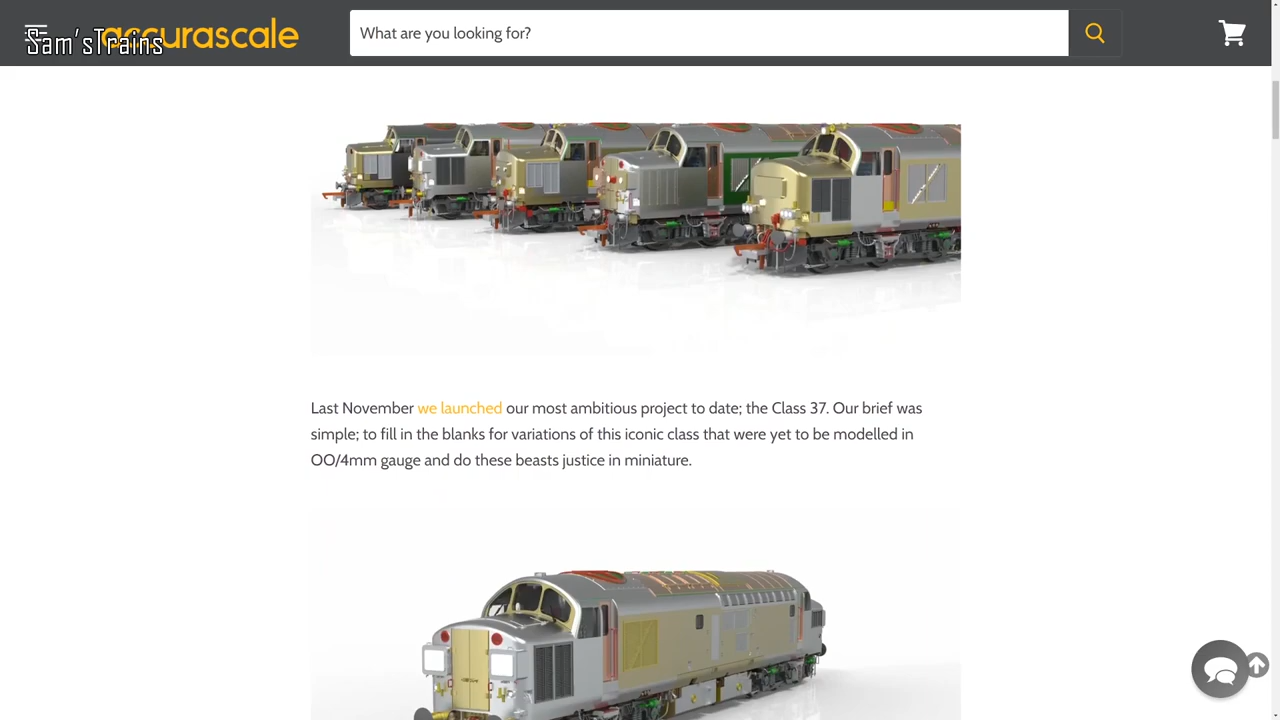 Sam'sTrains
accurascale
What are you looking for?
Last November we launched our most ambitious project to date; the Class 37. Our brief was
simple; to fill in the blanks for variations of this iconic class that were yet to be modelled in
OO/4mm gauge and do these beasts justice in miniature.